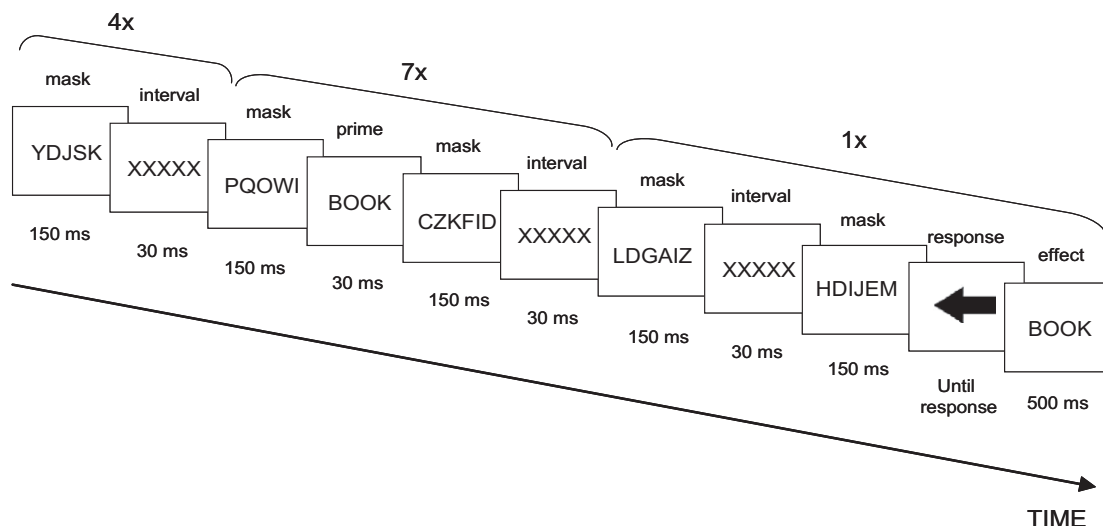 4x
7x
1x
mask
interval
mask
prime
mask
interval
mask
interval
mask
response
effect
YDJSK
XXXXX
PQOWI
BOOK
CZKFID
XXXXX
LDGAIZ
XXXXX
HDIJEM
BOOK
150 ms
30 ms
150 ms
30 ms
150 ms
30 ms
150 ms
30 ms
150 ms
Until
response
500 ms
TIME